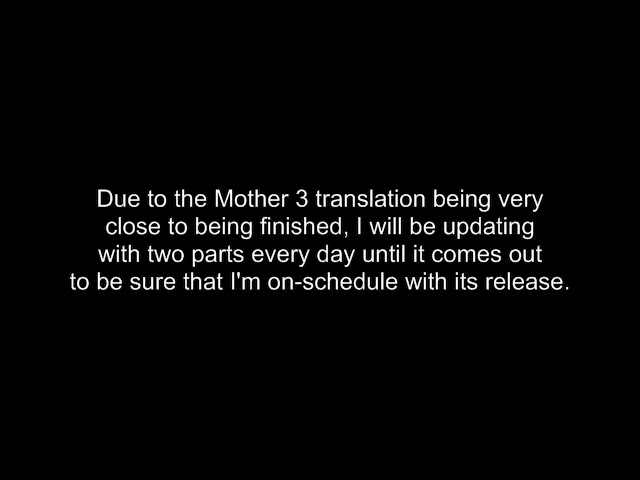 Due to the Mother 3 translation being very
close to being finished, I will be updating
with two parts every day until it comes out
to be sure that I'm on-schedule with its release.